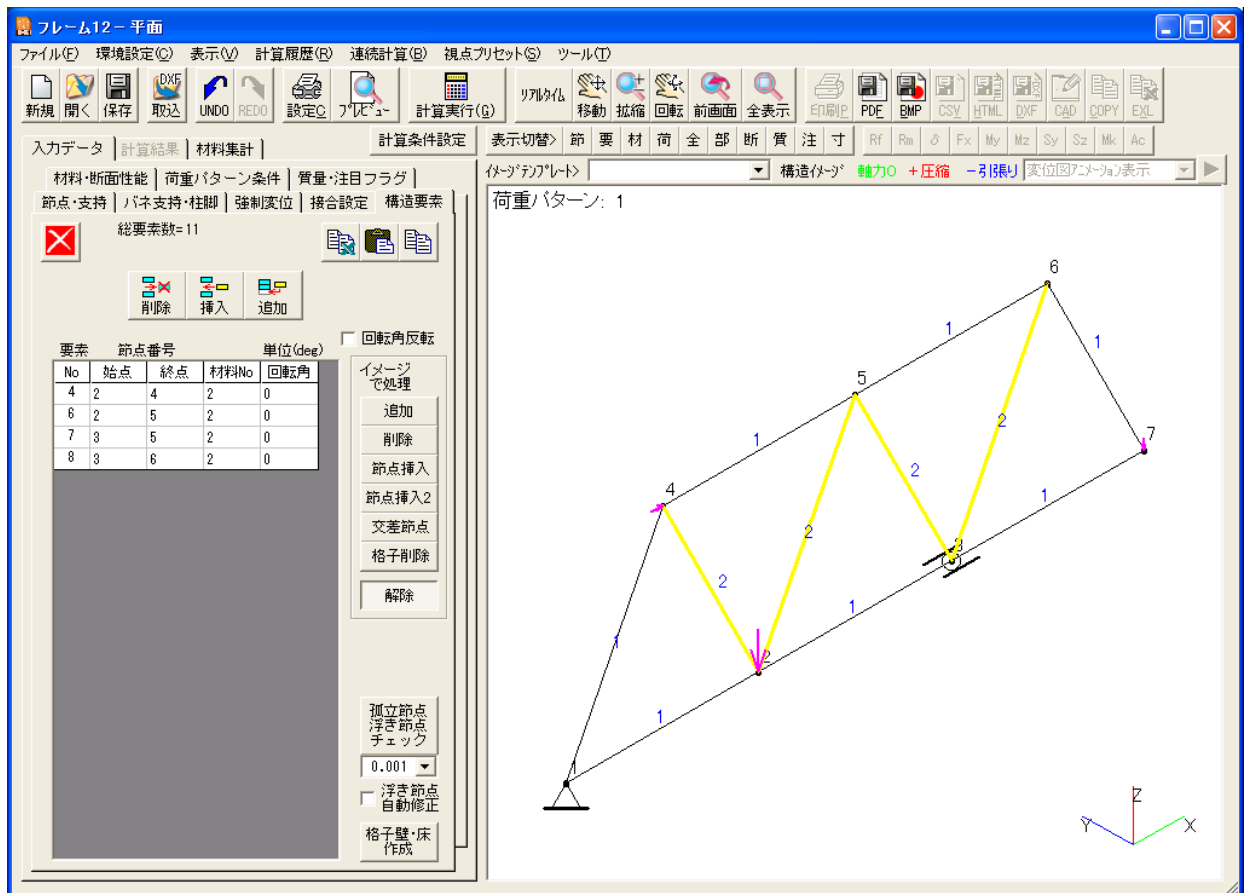 フレーム12－平面
ファイル(F) 環境設定(C) 表示(V) 計算履歴(R) 連続計算(B) 視点プリセット(S) ツール(T)
新規 開く 保存 DXF 取込 UNDO REDO 設定C プレビュー 計算実行(G) リアルタイム 移動 拡縮 回転 前画面 全表示 印刷P PDF BMP CSV HTML DXF CAD COPY EXL
入力データ 計算結果 材料集計 計算条件設定 表示切替> 節 要 材 荷 全 部 断 質 注 寸 Rf Rm δ Fx My Mz Sy Sz Mk Ac
イメージテンプレート> 構造イメージ 軸力0 +圧縮 -引張り 変位図アニメーション表示
材料・断面性能 荷重パターン条件 質量・注目フラグ
節点・支持 バネ支持・柱脚 強制変位 接合設定 構造要素
総要素数=11
削除 挿入 追加
回転角反転
要素 節点番号 単位(deg)
No 始点 終点 材料No 回転角
4 2 4 2 0
6 2 5 2 0
7 3 5 2 0
8 3 6 2 0
イメージ
で処理
追加
削除
節点挿入
節点挿入2
交差節点
格子削除
解除
孤立節点
浮き節点
チェック
0.001
浮き節点
自動修正
格子壁・床
作成
荷重パターン: 1
6
1
1
5
7
1
2
2
4
1
2
3
2
1
1
2
1
1
Z
Y
X